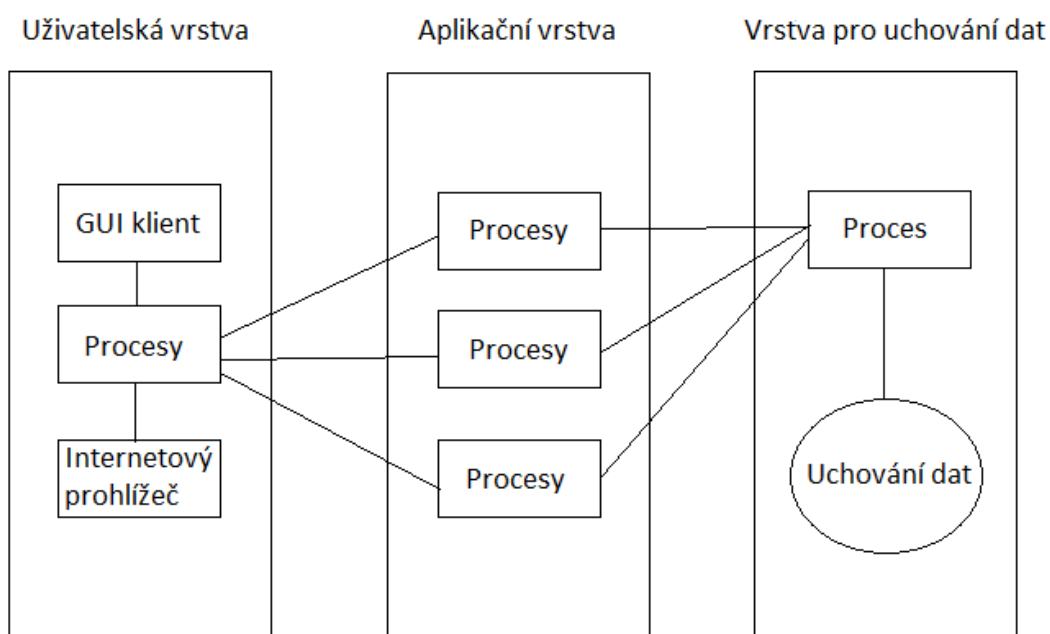 Uživatelská vrstva
Aplikační vrstva
Vrstva pro uchování dat
GUI klient
Procesy
Internetový
prohlížeč
Procesy
Procesy
Procesy
Proces
Uchování dat